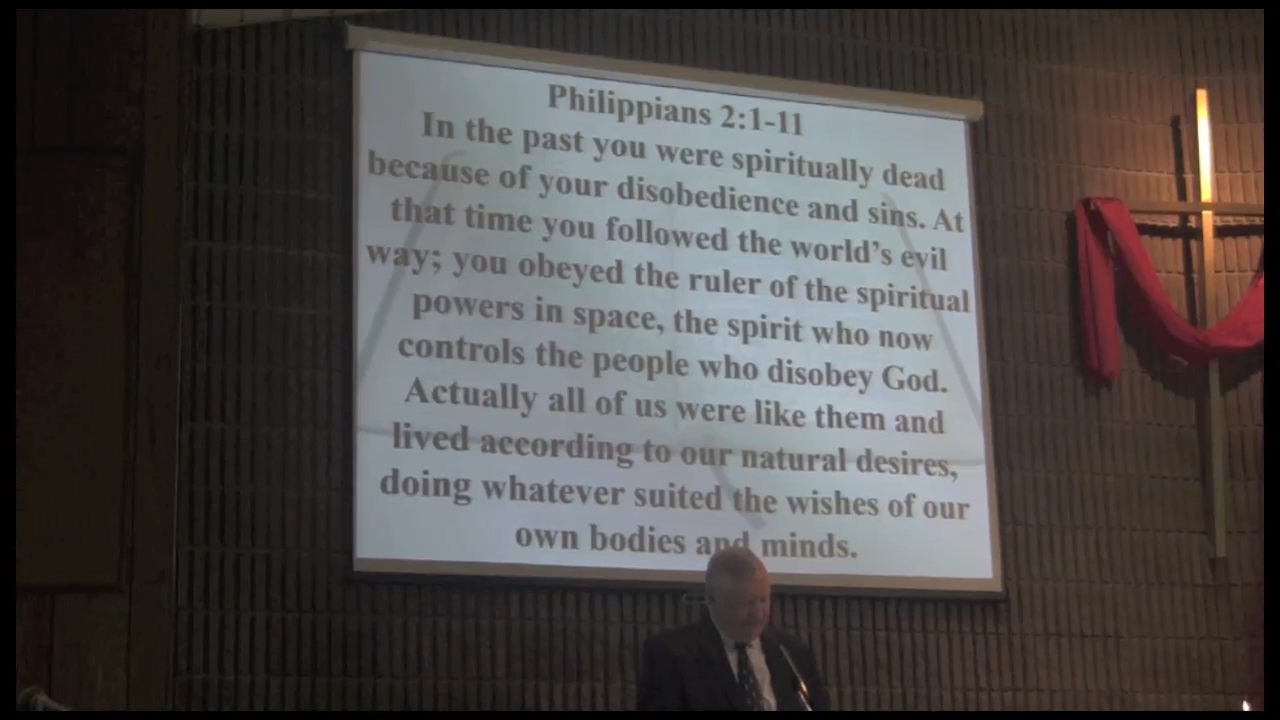 Philippians 2:1-11
In the past you were spiritually dead
because of your disobedience and sins. At
that time you followed the world's evil
way; you obeyed the ruler of the spiritual
powers in space, the spirit who now
controls the people who disobey God.
Actually all of us were like them and
lived according to our natural desires,
doing whatever suited the wishes of our
own bodies and minds.